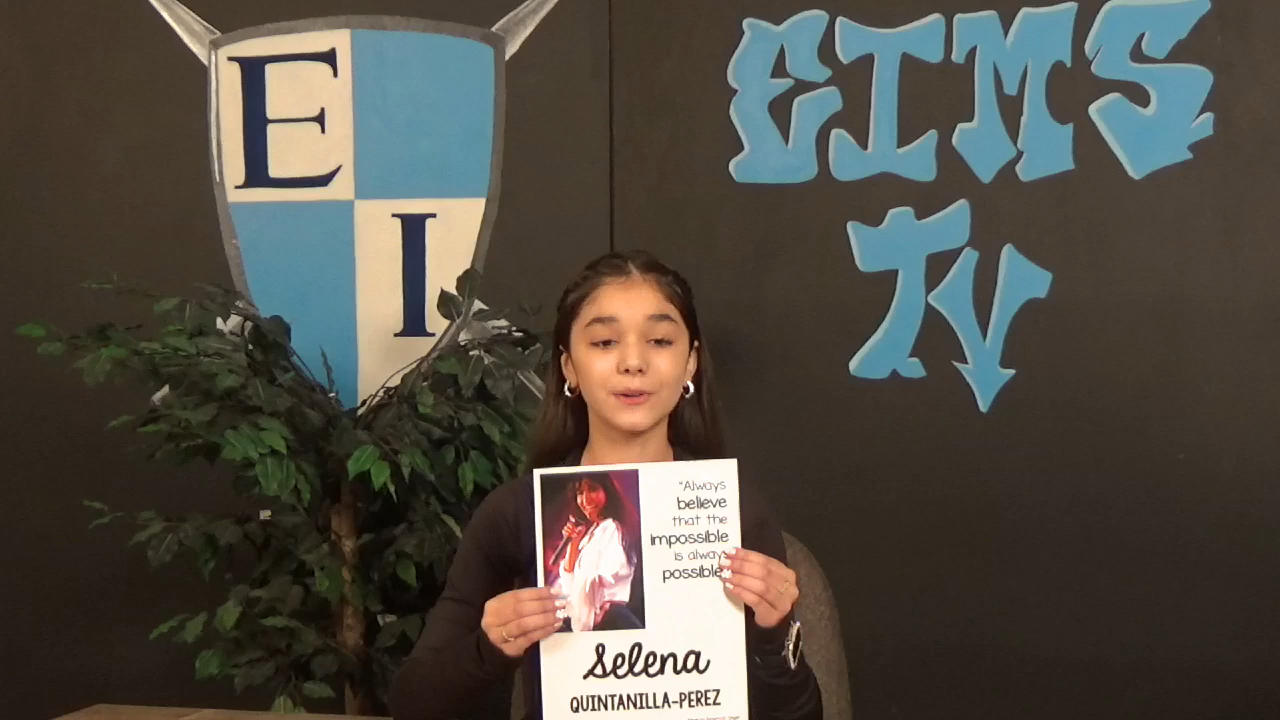 E
I
EIMS
TV
"Always
believe
that the
impossible
is always
possible
Selena
QUINTANILLA-PEREZ